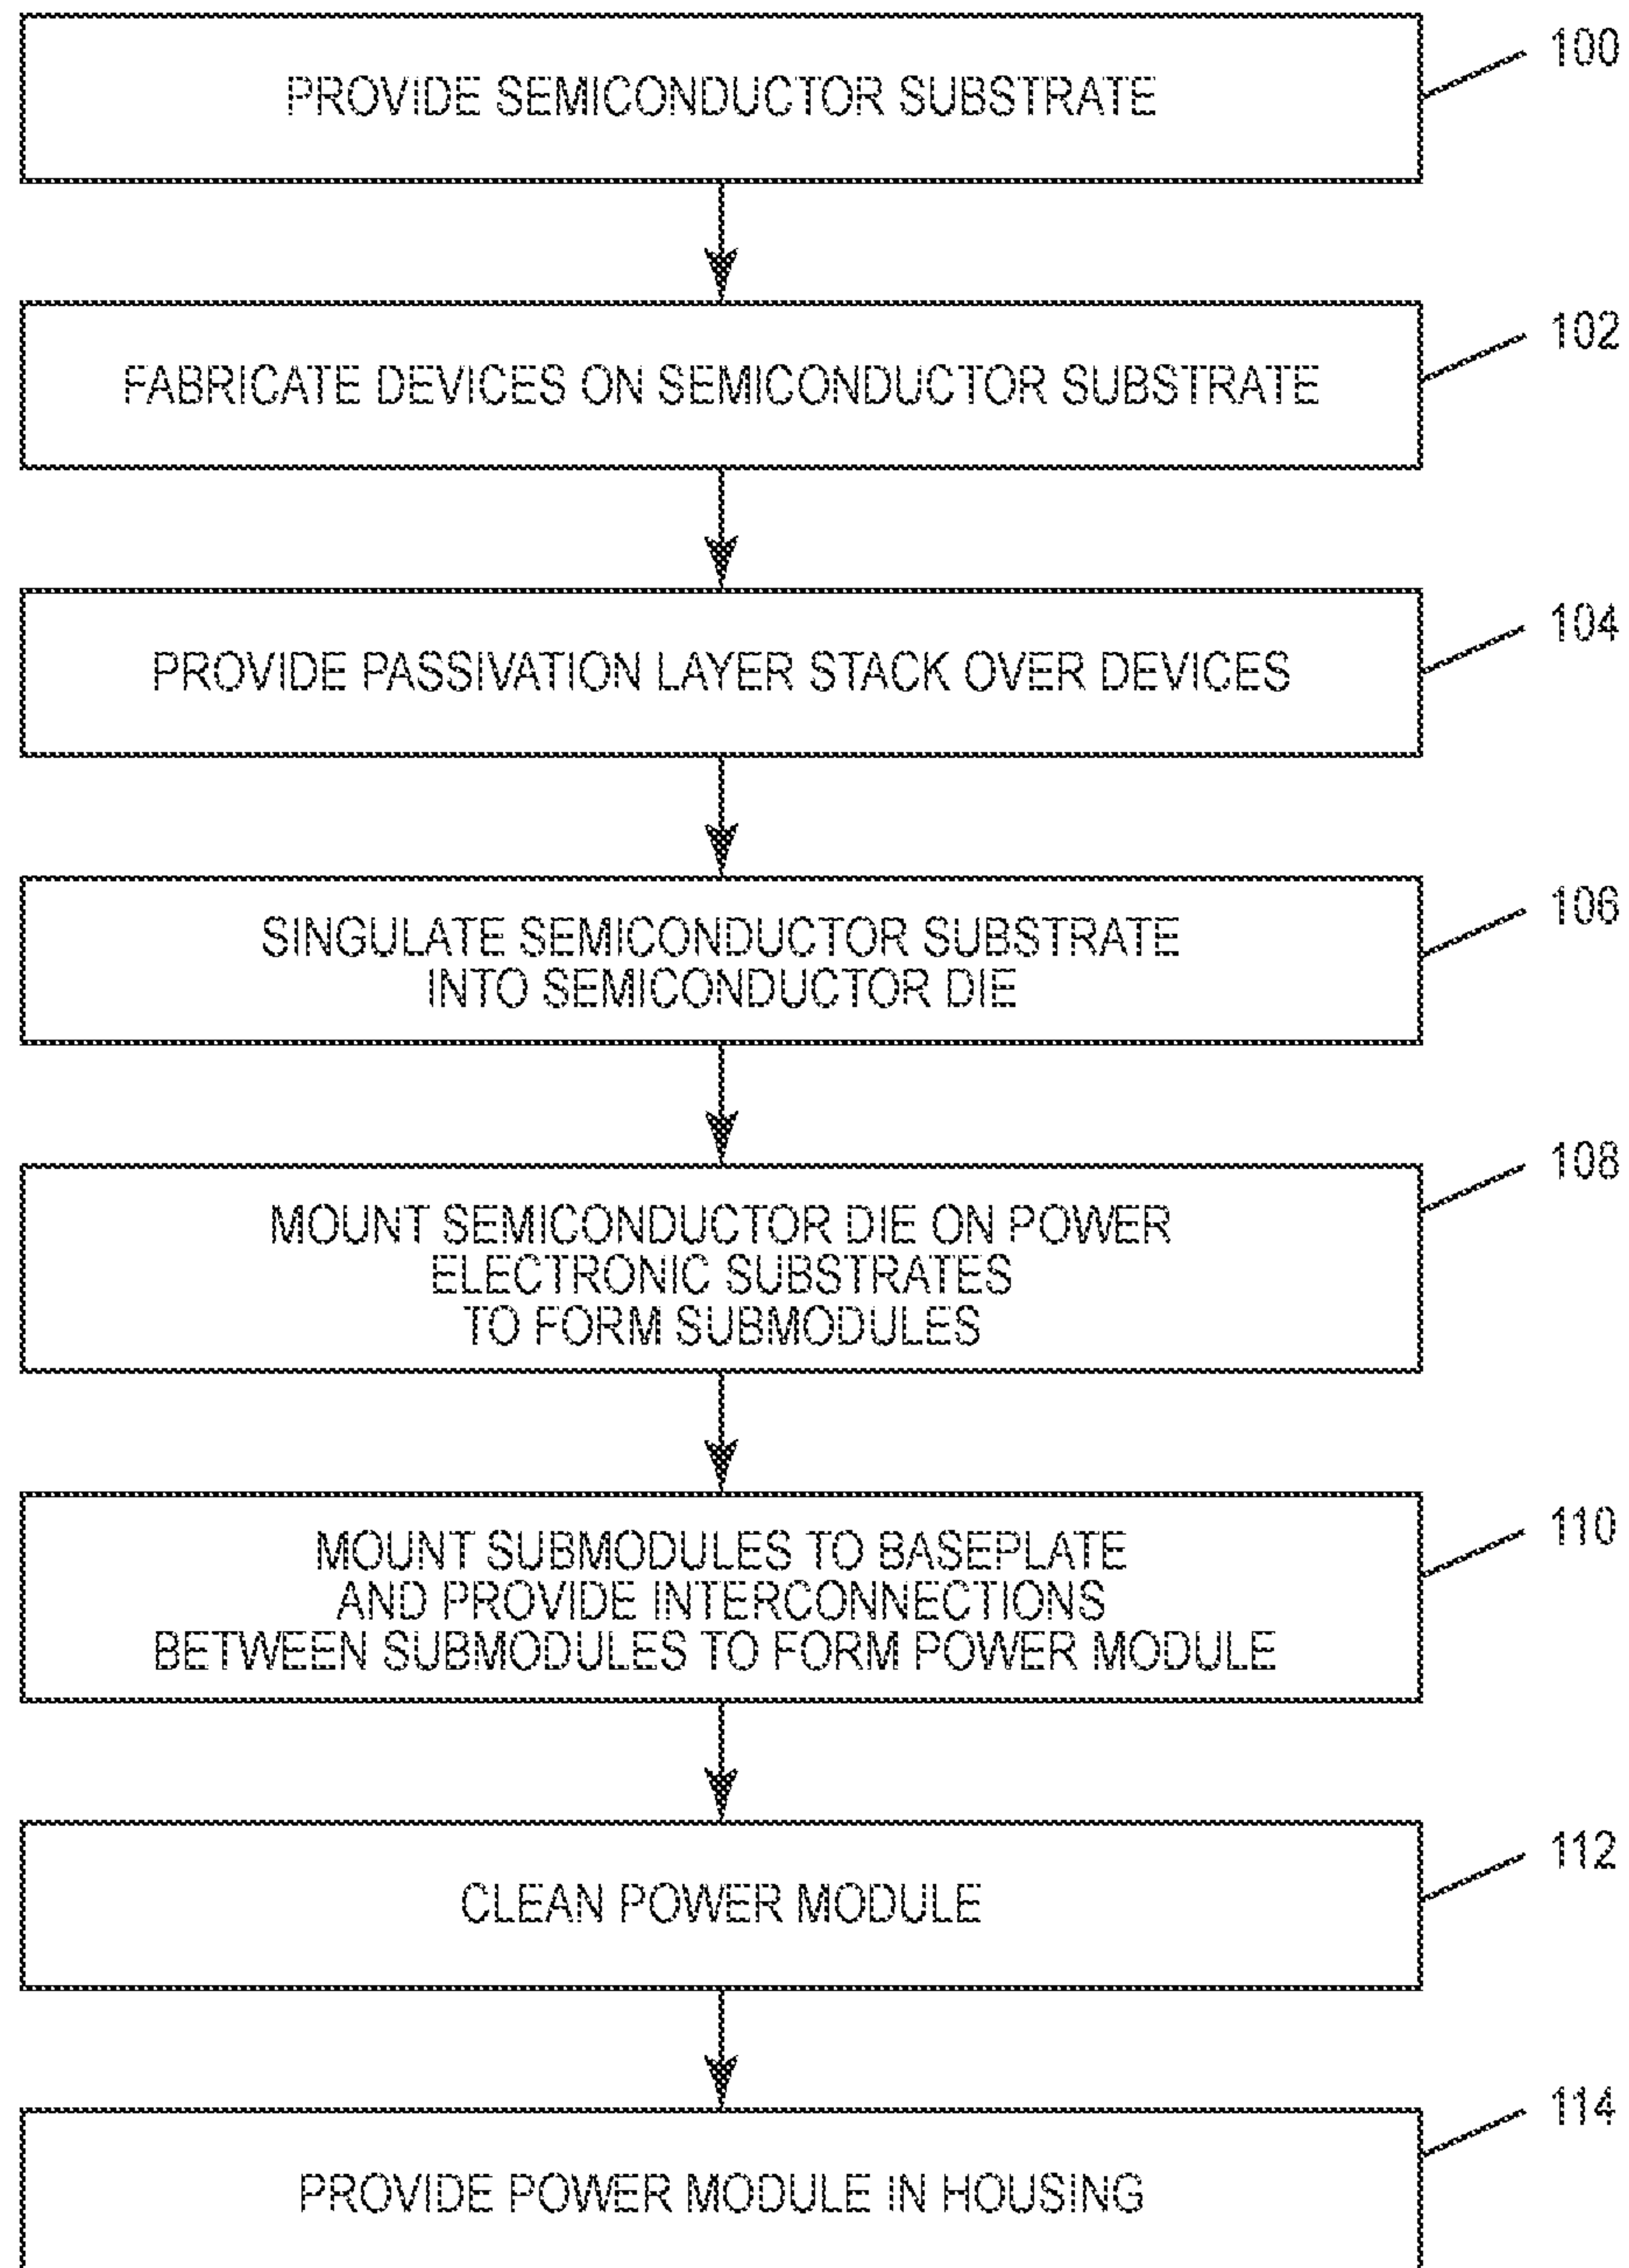 PROVIDE SEMICONDUCTOR SUBSTRATE
100
FABRICATE DEVICES ON SEMICONDUCTOR SUBSTRATE
102
PROVIDE PASSIVATION LAYER STACK OVER DEVICES
104
SINGULATE SEMICONDUCTOR SUBSTRATE
INTO SEMICONDUCTOR DIE
106
MOUNT SEMICONDUCTOR DIE ON POWER
ELECTRONIC SUBSTRATES
TO FORM SUBMODULES
108
MOUNT SUBMODULES TO BASEPLATE
AND PROVIDE INTERCONNECTIONS
BETWEEN SUBMODULES TO FORM POWER MODULE
110
CLEAN POWER MODULE
112
PROVIDE POWER MODULE IN HOUSING
114